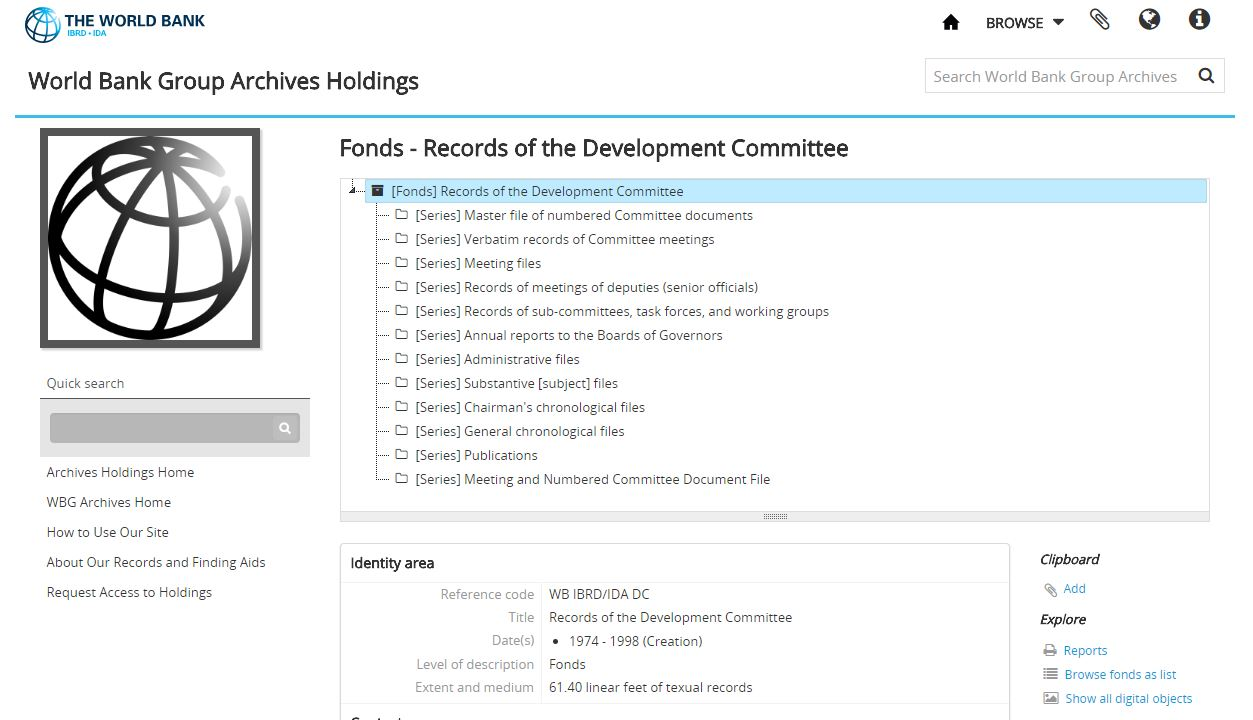 THE WORLD BANK
IBRD • IDA
BROWSE
World Bank Group Archives Holdings
Search World Bank Group Archives
Fonds - Records of the Development Committee
[Fonds] Records of the Development Committee
[Series] Master file of numbered Committee documents
[Series] Verbatim records of Committee meetings
[Series] Meeting files
[Series] Records of meetings of deputies (senior officials)
[Series] Records of sub-committees, task forces, and working groups
[Series] Annual reports to the Boards of Governors
[Series] Administrative files
[Series] Substantive [subject] files
[Series] Chairman's chronological files
[Series] General chronological files
[Series] Publications
[Series] Meeting and Numbered Committee Document File
Quick search
Archives Holdings Home
WBG Archives Home
How to Use Our Site
About Our Records and Finding Aids
Request Access to Holdings
Identity area
Reference code WB IBRD/IDA DC
Title Records of the Development Committee
Date(s) • 1974 - 1998 (Creation)
Level of description Fonds
Extent and medium 61.40 linear feet of texual records
Clipboard
Add
Explore
Reports
Browse fonds as list
Show all digital objects